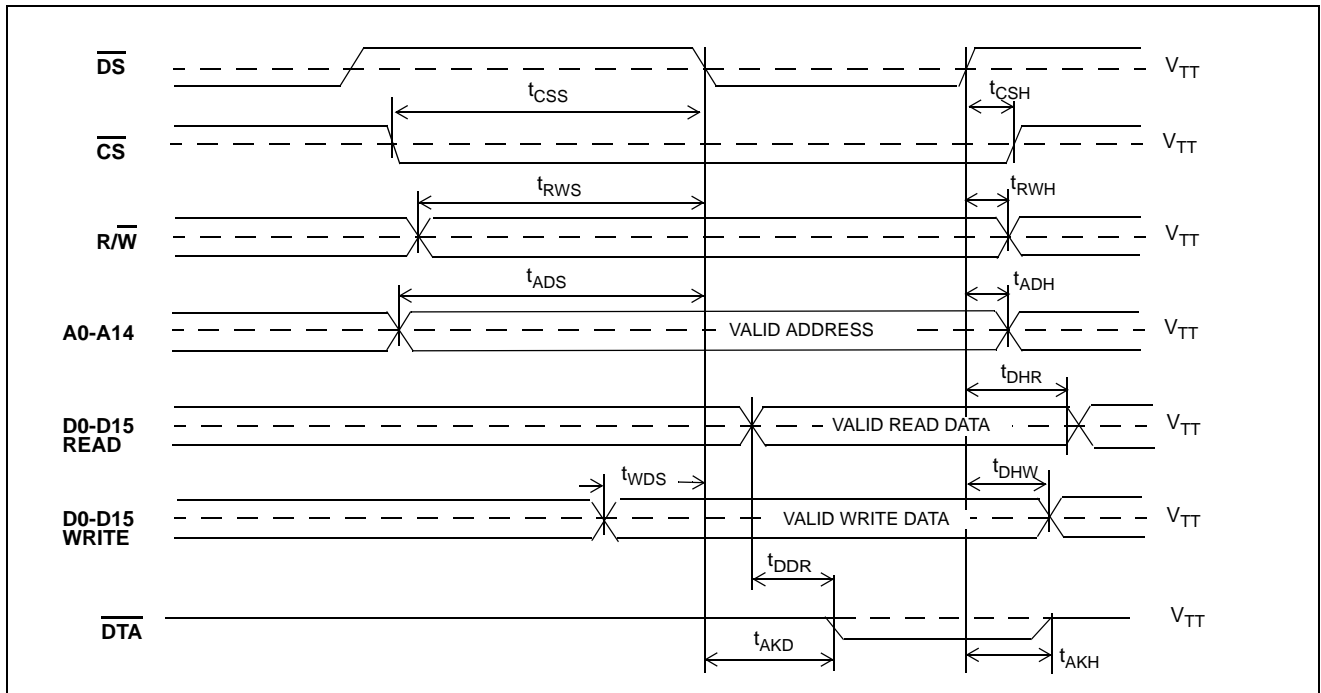 DS VTT
tCSS tCSH
CS VTT
tRWS tRWH
R/W VTT
tADS tADH
A0-A14 VALID ADDRESS VTT
tDHR
D0-D15 READ VALID READ DATA VTT
tWDS tDHW
D0-D15 WRITE VALID WRITE DATA VTT
tDDR
DTA VTT
tAKD tAKH